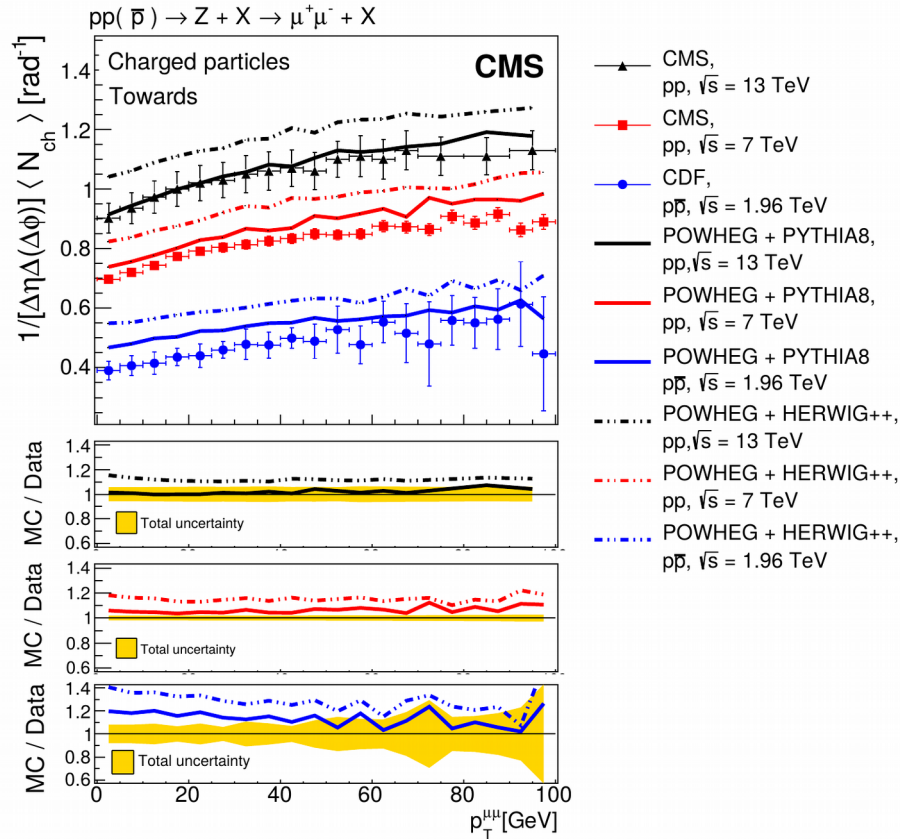 pp( p̅ ) → Z + X → μ⁺μ⁻ + X
1/[ΔηΔ(Δϕ)] ⟨ N_ch ⟩ [rad⁻¹]
Charged particles
CMS
Towards
1.4
1.2
1
0.8
0.6
0.4
MC / Data
1.4
1.2
1
0.8
0.6
Total uncertainty
MC / Data
1.4
1.2
1
0.8
0.6
Total uncertainty
MC / Data
1.4
1.2
1
0.8
0.6
Total uncertainty
0 20 40 60 80 100
p_T^μμ[GeV]
CMS,
pp, √s = 13 TeV
CMS,
pp, √s = 7 TeV
CDF,
pp̅, √s = 1.96 TeV
POWHEG + PYTHIA8,
pp,√s = 13 TeV
POWHEG + PYTHIA8,
pp, √s = 7 TeV
POWHEG + PYTHIA8
pp̅, √s = 1.96 TeV
POWHEG + HERWIG++,
pp,√s = 13 TeV
POWHEG + HERWIG++,
pp, √s = 7 TeV
POWHEG + HERWIG++,
pp̅, √s = 1.96 TeV